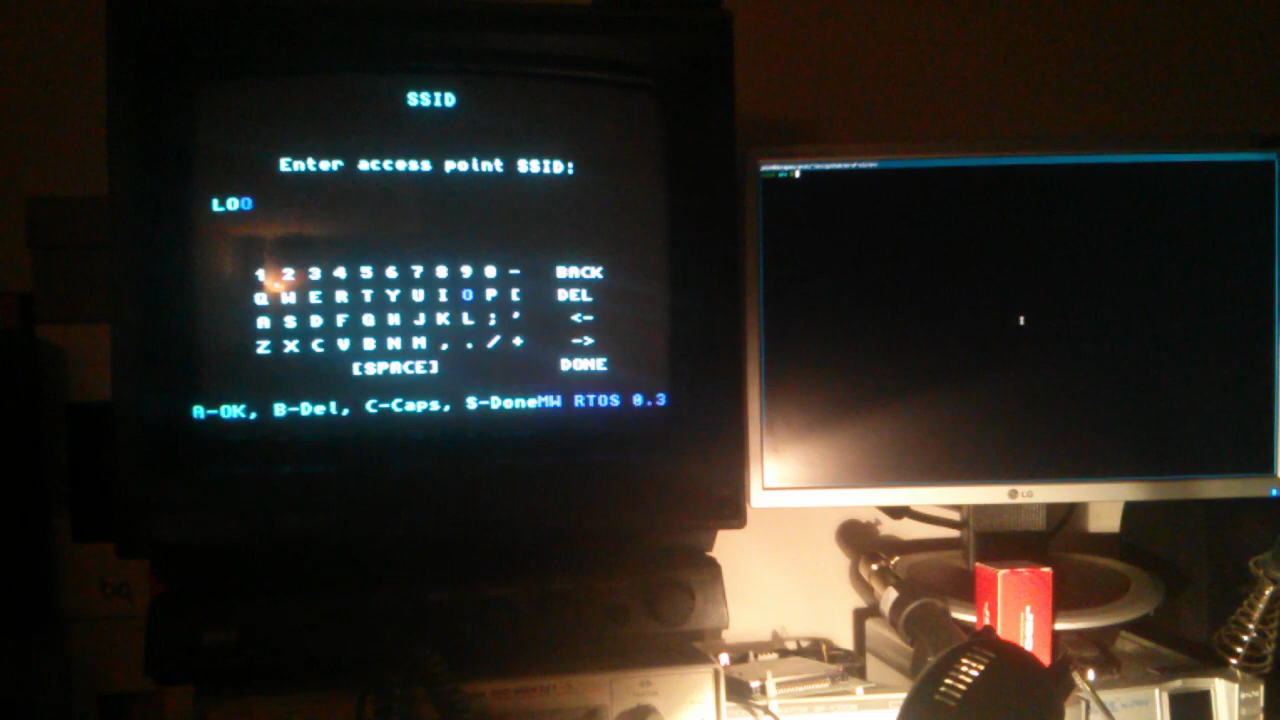 SSID
Enter access point SSID:
LOO
1 2 3 4 5 6 7 8 9 0 - BACK
Q W E R T Y U I O P [ DEL
A S D F G H J K L ; ' <-
Z X C V B N M , . / + ->
[SPACE] DONE
A-OK, B-Del, C-Caps, S-DoneMW RTOS 0.3
LG
bq